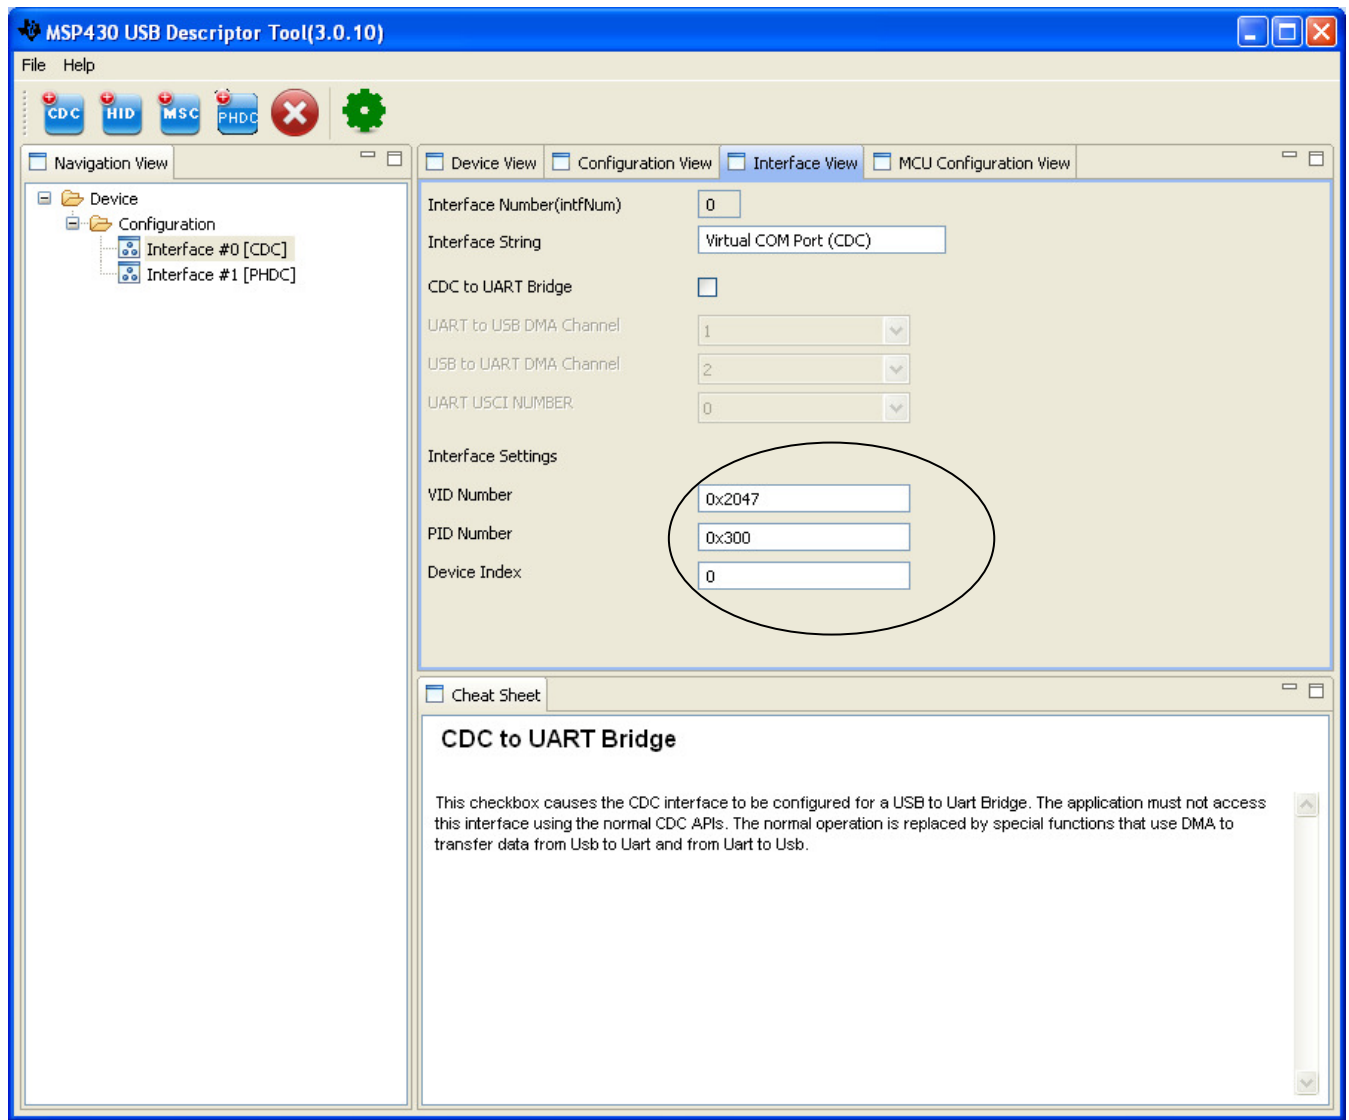 MSP430 USB Descriptor Tool(3.0.10)
File Help
CDC HID MSC PHDC
Navigation View
Device
Configuration
Interface #0 [CDC]
Interface #1 [PHDC]
Device View Configuration View Interface View MCU Configuration View
Interface Number(intfNum) 0
Interface String Virtual COM Port (CDC)
CDC to UART Bridge
UART to USB DMA Channel 1
USB to UART DMA Channel 2
UART USCI NUMBER 0
Interface Settings
VID Number 0x2047
PID Number 0x300
Device Index 0
Cheat Sheet
CDC to UART Bridge
This checkbox causes the CDC interface to be configured for a USB to Uart Bridge. The application must not access
this interface using the normal CDC APIs. The normal operation is replaced by special functions that use DMA to
transfer data from Usb to Uart and from Uart to Usb.